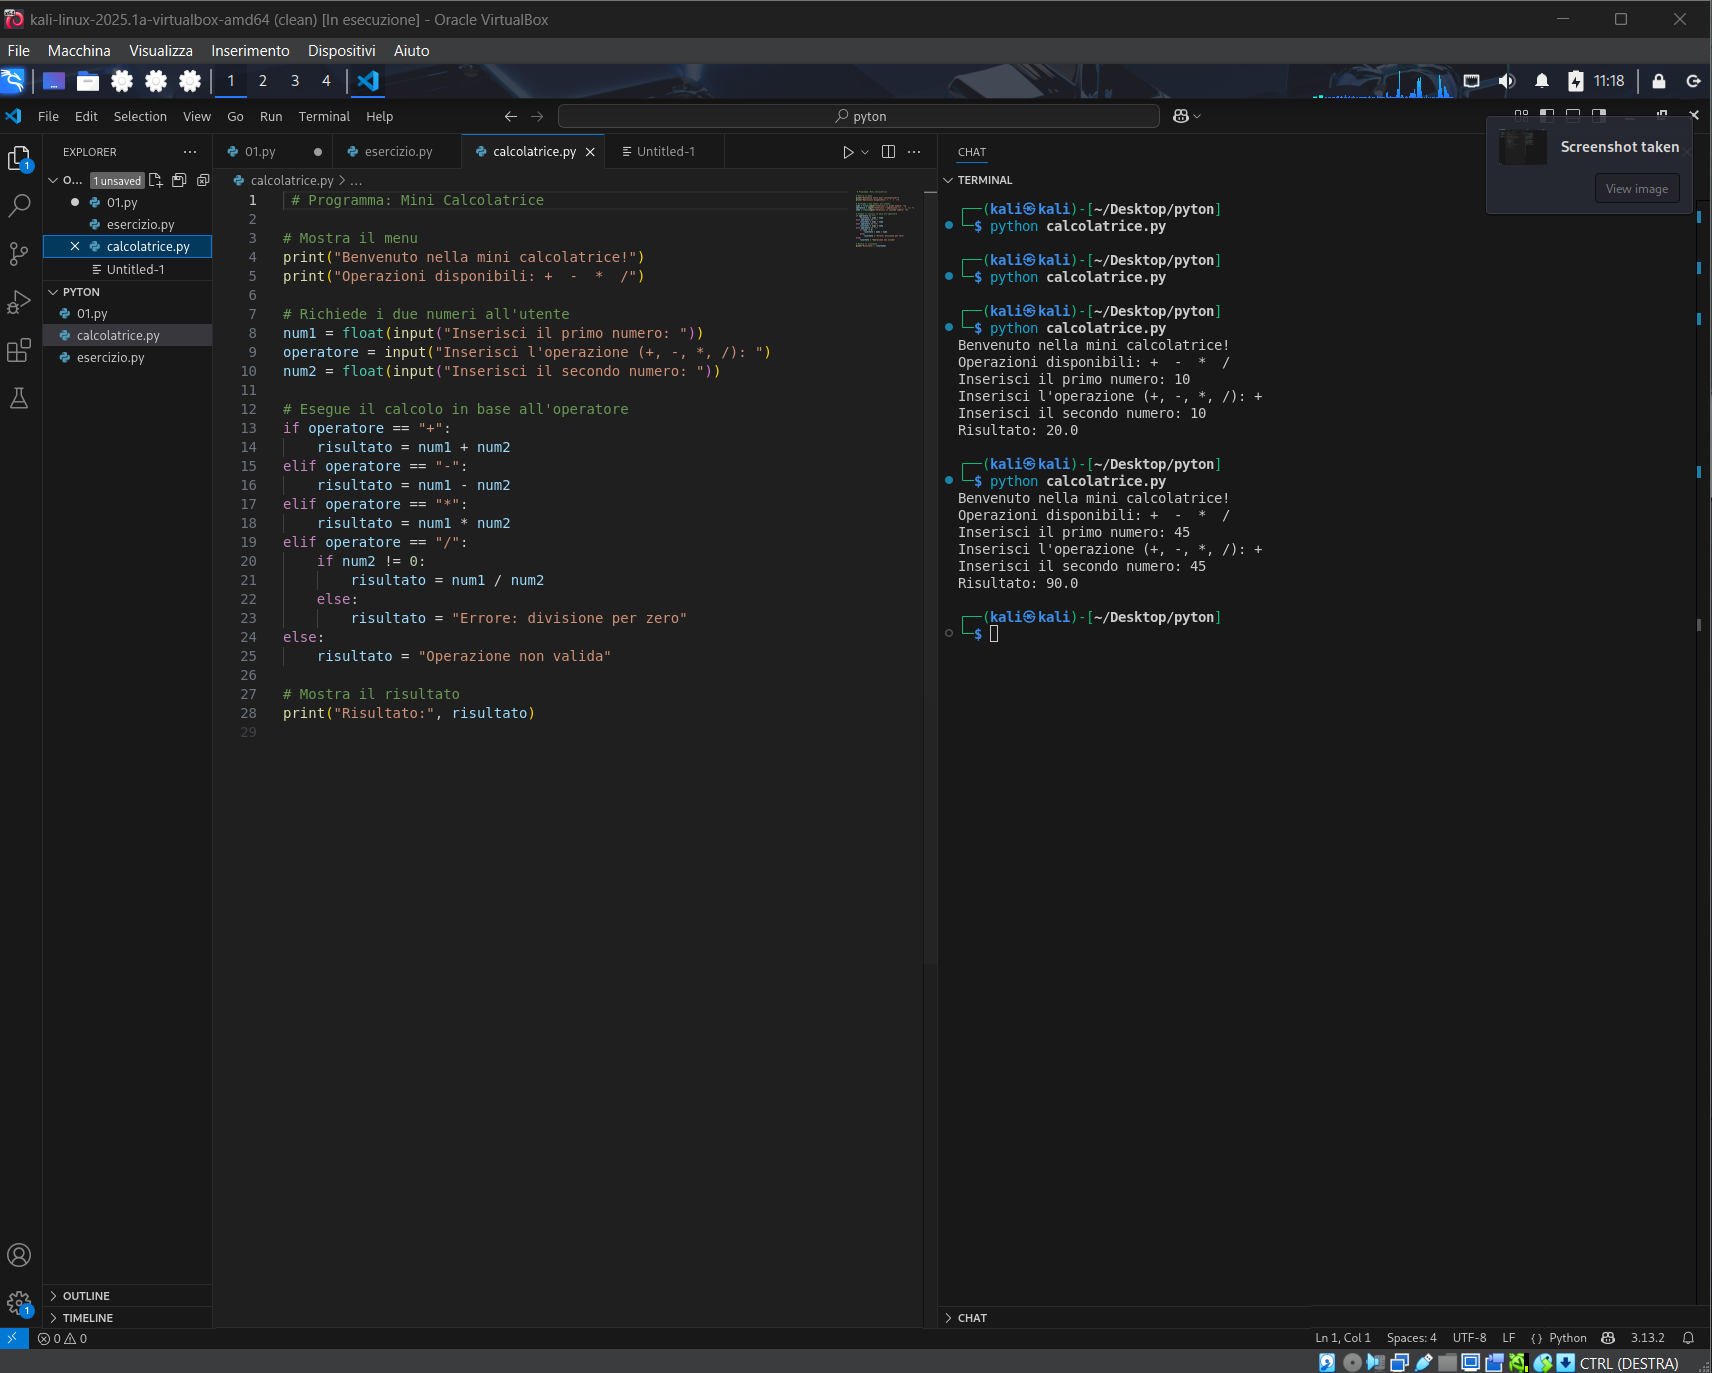 kali-linux-2025.1a-virtualbox-amd64 (clean) [In esecuzione] - Oracle VirtualBox
File Macchina Visualizza Inserimento Dispositivi Aiuto
1 2 3 4 11:18
File Edit Selection View Go Run Terminal Help pyton
EXPLORER ...
1
O... 1 unsaved
01.py
esercizio.py
calcolatrice.py
Untitled-1
PYTON
01.py
calcolatrice.py
esercizio.py
OUTLINE
TIMELINE
1
01.py esercizio.py calcolatrice.py Untitled-1
calcolatrice.py > ...
1 # Programma: Mini Calcolatrice
2
3 # Mostra il menu
4 print("Benvenuto nella mini calcolatrice!")
5 print("Operazioni disponibili: +  -  *  /")
6
7 # Richiede i due numeri all'utente
8 num1 = float(input("Inserisci il primo numero: "))
9 operatore = input("Inserisci l'operazione (+, -, *, /): ")
10 num2 = float(input("Inserisci il secondo numero: "))
11
12 # Esegue il calcolo in base all'operatore
13 if operatore == "+":
14     risultato = num1 + num2
15 elif operatore == "-":
16     risultato = num1 - num2
17 elif operatore == "*":
18     risultato = num1 * num2
19 elif operatore == "/":
20     if num2 != 0:
21         risultato = num1 / num2
22     else:
23         risultato = "Errore: divisione per zero"
24 else:
25     risultato = "Operazione non valida"
26
27 # Mostra il risultato
28 print("Risultato:", risultato)
29
CHAT
Screenshot taken
View image
TERMINAL
┌──(kali㉿kali)-[~/Desktop/pyton]
└─$ python calcolatrice.py
┌──(kali㉿kali)-[~/Desktop/pyton]
└─$ python calcolatrice.py
┌──(kali㉿kali)-[~/Desktop/pyton]
└─$ python calcolatrice.py
Benvenuto nella mini calcolatrice!
Operazioni disponibili: +  -  *  /
Inserisci il primo numero: 10
Inserisci l'operazione (+, -, *, /): +
Inserisci il secondo numero: 10
Risultato: 20.0
┌──(kali㉿kali)-[~/Desktop/pyton]
└─$ python calcolatrice.py
Benvenuto nella mini calcolatrice!
Operazioni disponibili: +  -  *  /
Inserisci il primo numero: 45
Inserisci l'operazione (+, -, *, /): +
Inserisci il secondo numero: 45
Risultato: 90.0
┌──(kali㉿kali)-[~/Desktop/pyton]
└─$
CHAT
0 0 Ln 1, Col 1 Spaces: 4 UTF-8 LF {} Python 3.13.2
CTRL (DESTRA)